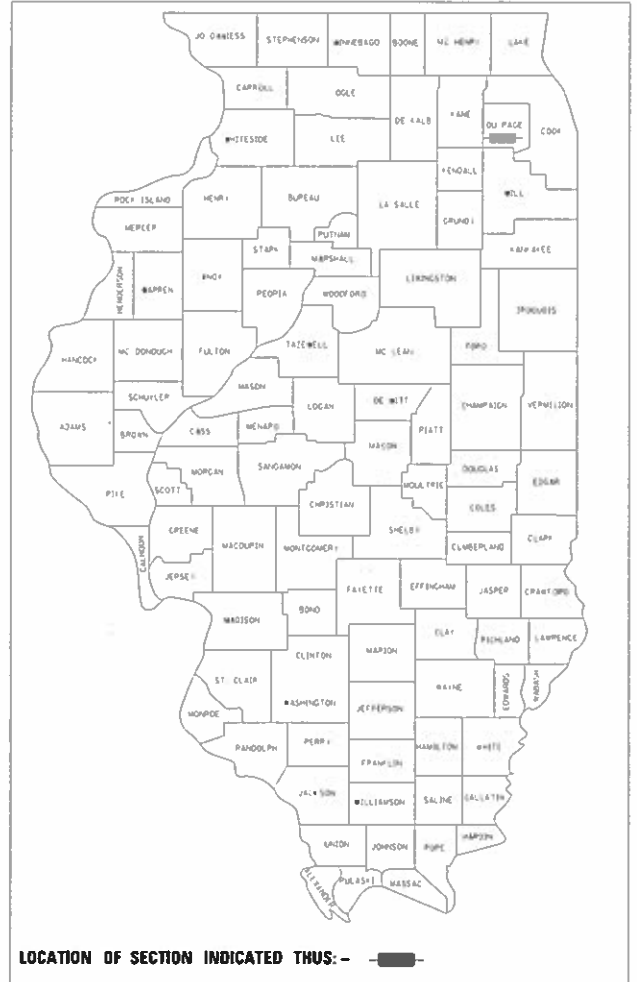 JO DAVIESS STEPHENSON WINNEBAGO BOONE MC HENRY LAKE
CARROLL OGLE
DE KALB KANE DU PAGE COOK
WHITESIDE LEE
KENDALL
ROCK ISLAND HENRY BUREAU LA SALLE WILL
MERCER PUTNAM GRUNDY
STARK MARSHALL KANKAKEE
HENDERSON WARREN KNOX PEORIA WOODFORD LIVINGSTON
IROQUOIS
HANCOCK MC DONOUGH FULTON TAZEWELL MC LEAN FORD
MASON
SCHUYLER LOGAN DE WITT CHAMPAIGN VERMILION
ADAMS BROWN CASS MENARD PIATT
MACON
MORGAN SANGAMON DOUGLAS
PIKE SCOTT MOULTRIE EDGAR
CHRISTIAN COLES
GREENE SHELBY
CALHOUN MACOUPIN MONTGOMERY CUMBERLAND CLARK
JERSEY FAYETTE EFFINGHAM JASPER CRAWFORD
BOND
MADISON CLAY RICHLAND LAWRENCE
CLINTON MARION
ST. CLAIR WAYNE EDWARDS WABASH
WASHINGTON JEFFERSON
MONROE
RANDOLPH PERRY HAMILTON WHITE
FRANKLIN
JACKSON WILLIAMSON SALINE GALLATIN
UNION JOHNSON POPE HARDIN
ALEXANDER PULASKI MASSAC
LOCATION OF SECTION INDICATED THUS: -